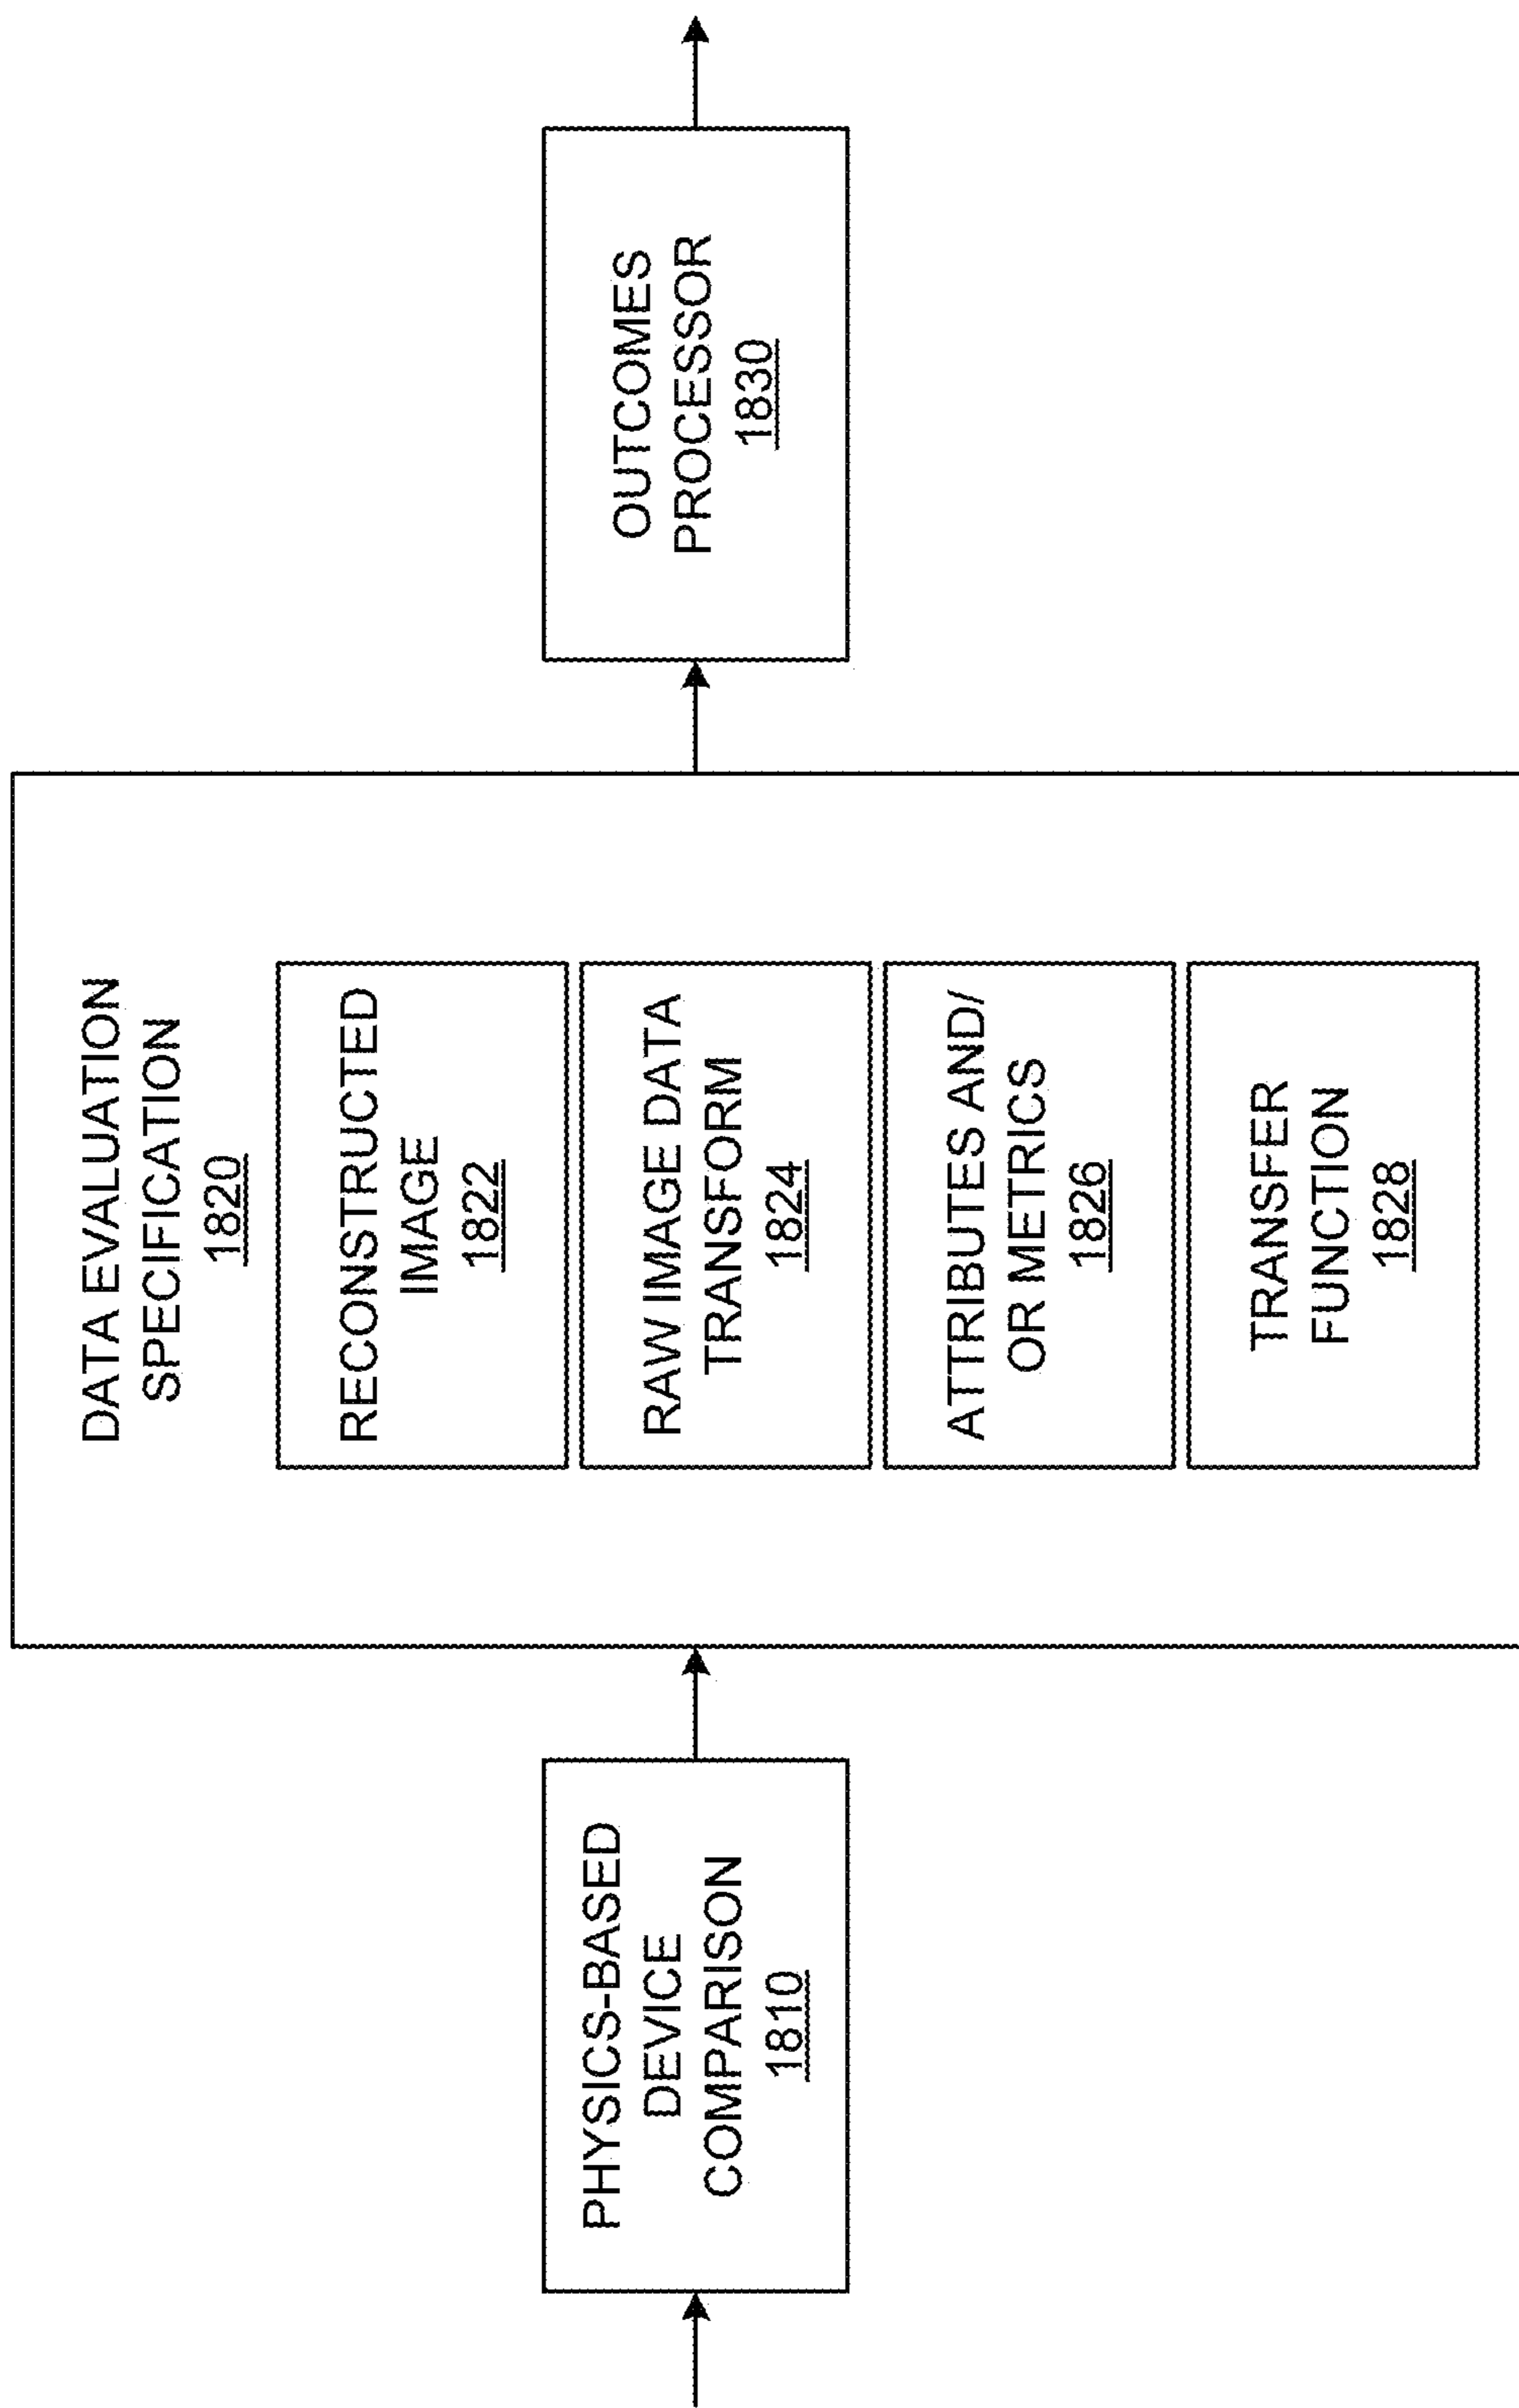 PHYSICS-BASED
DEVICE
COMPARISON
1810
DATA EVALUATION
SPECIFICATION
1820
RECONSTRUCTED
IMAGE
1822
RAW IMAGE DATA
TRANSFORM
1824
ATTRIBUTES AND/
OR METRICS
1826
TRANSFER
FUNCTION
1828
OUTCOMES
PROCESSOR
1830